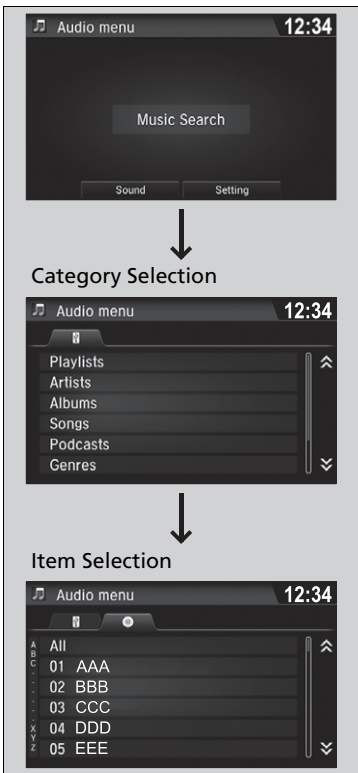 Audio menu 12:34
Music Search
Sound Setting
Category Selection
Audio menu 12:34
Playlists
Artists
Albums
Songs
Podcasts
Genres
Item Selection
Audio menu 12:34
A
B
C
X
Y
Z
All
01 AAA
02 BBB
03 CCC
04 DDD
05 EEE